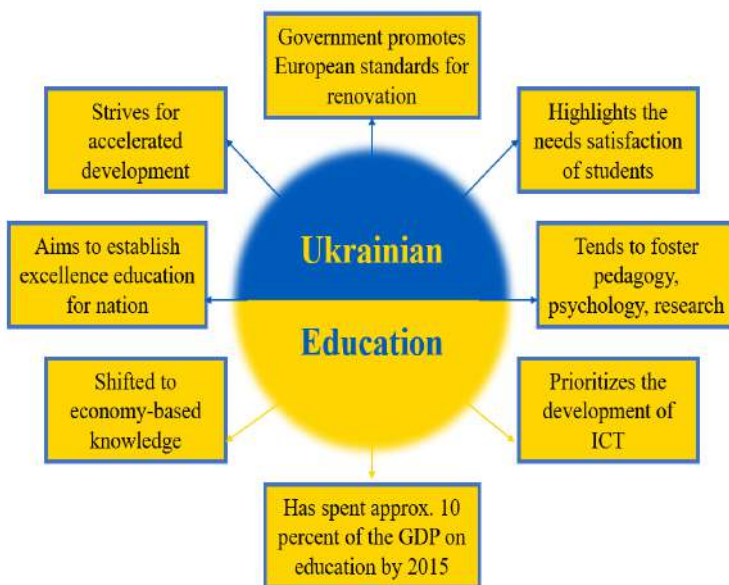 Government promotes
European standards for
renovation
Strives for
accelerated
development
Highlights the
needs satisfaction
of students
Aims to establish
excellence education
for nation
Ukrainian
Education
Tends to foster
pedagogy,
psychology, research
Shifted to
economy-based
knowledge
Prioritizes the
development of
ICT
Has spent approx. 10
percent of the GDP on
education by 2015